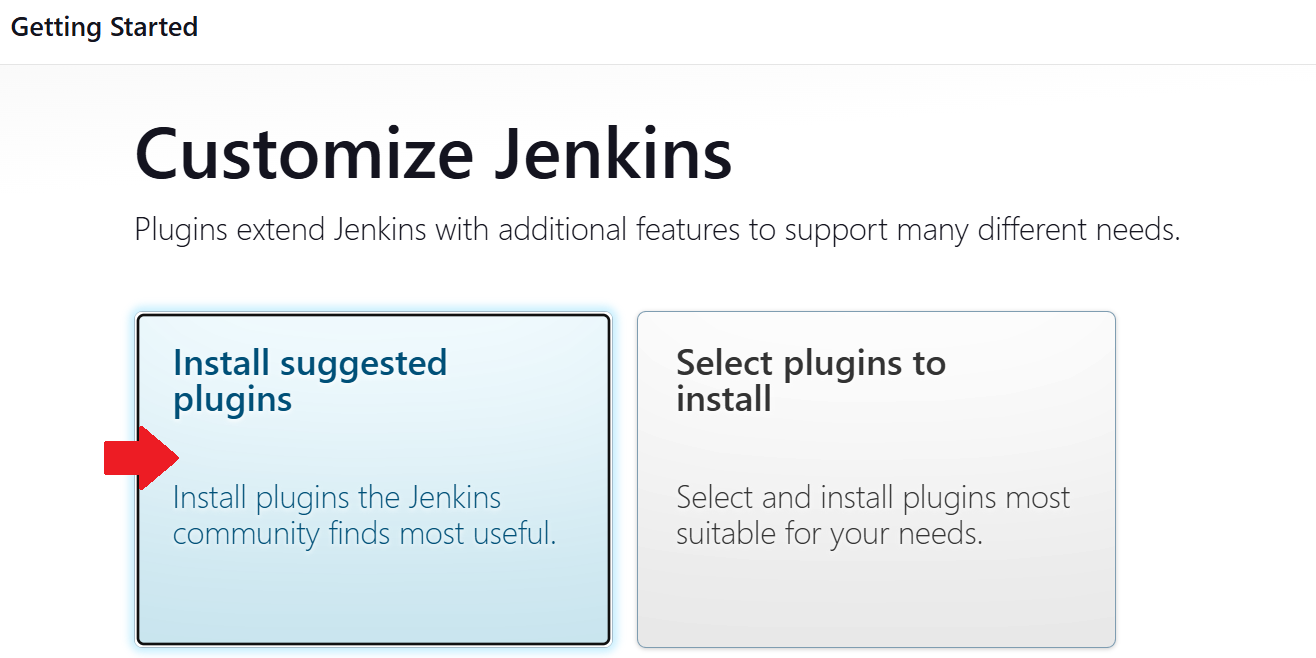 Getting Started
Customize Jenkins
Plugins extend Jenkins with additional features to support many different needs.
Install suggested
plugins
Install plugins the Jenkins
community finds most useful.
Select plugins to
install
Select and install plugins most
suitable for your needs.